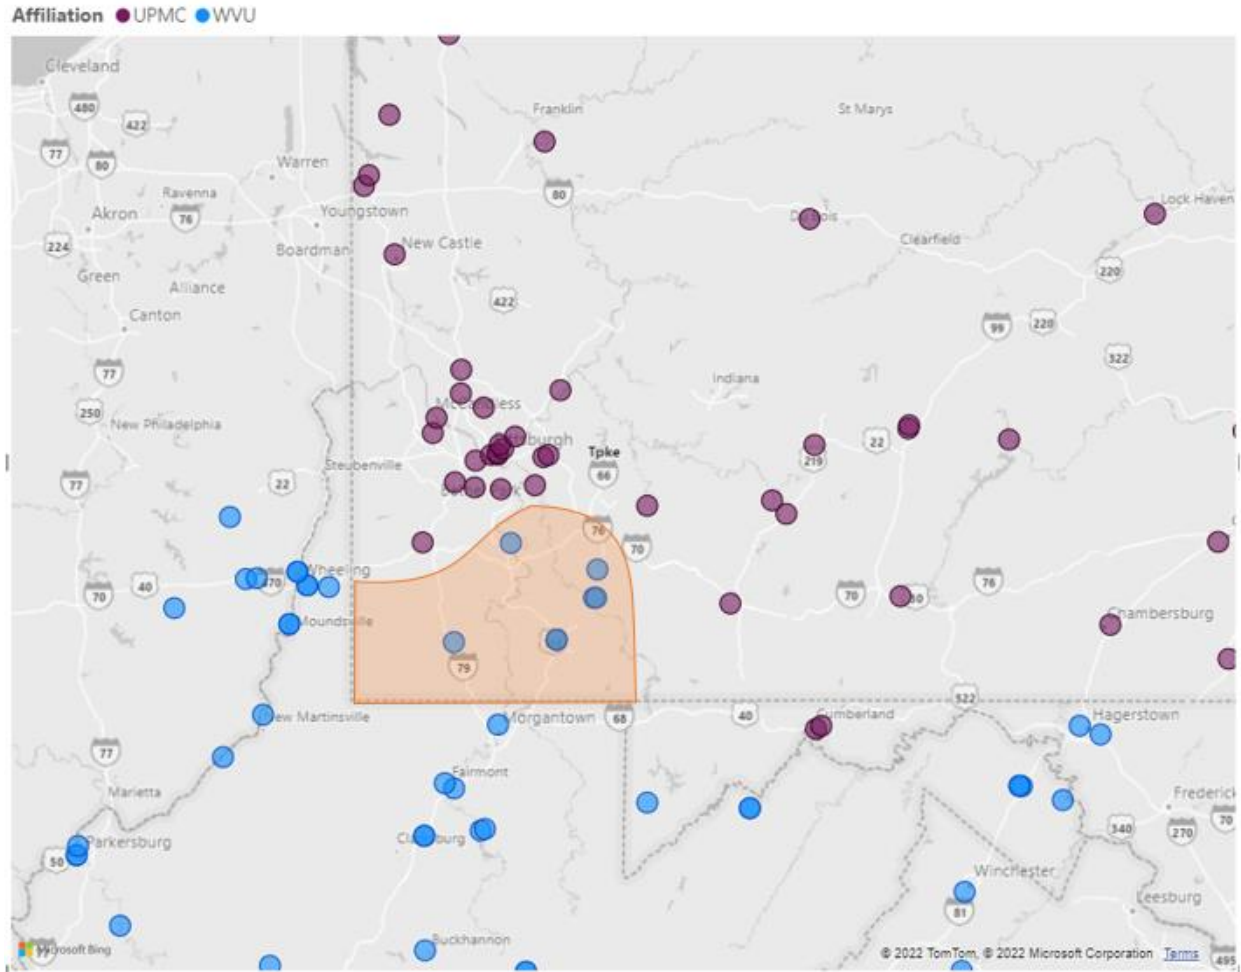 Affiliation UPMC WVU
Cleveland
480
422
Franklin
St Marys
77
80
Warren
80
Ravenna
Lock Haven
Youngstown
Akron
76
224
Boardman
New Castle
Clearfield
Green
220
Alliance
422
Canton
99
220
322
77
Indiana
250
New Philadelphia
22
219
Tpke
Steubenville
66
77
22
76
70
Wheeling
70
40
70
76
70
Chambersburg
Moundsville
79
522
New Martinsville
Morgantown
68
40
Cumberland
Hagerstown
77
Fairmont
Marietta
Frederick
70
340
270
Parkersburg
50
Winchester
81
Leesburg
Buckhannon
Microsoft Bing
© 2022 TomTom, © 2022 Microsoft Corporation Terms
495